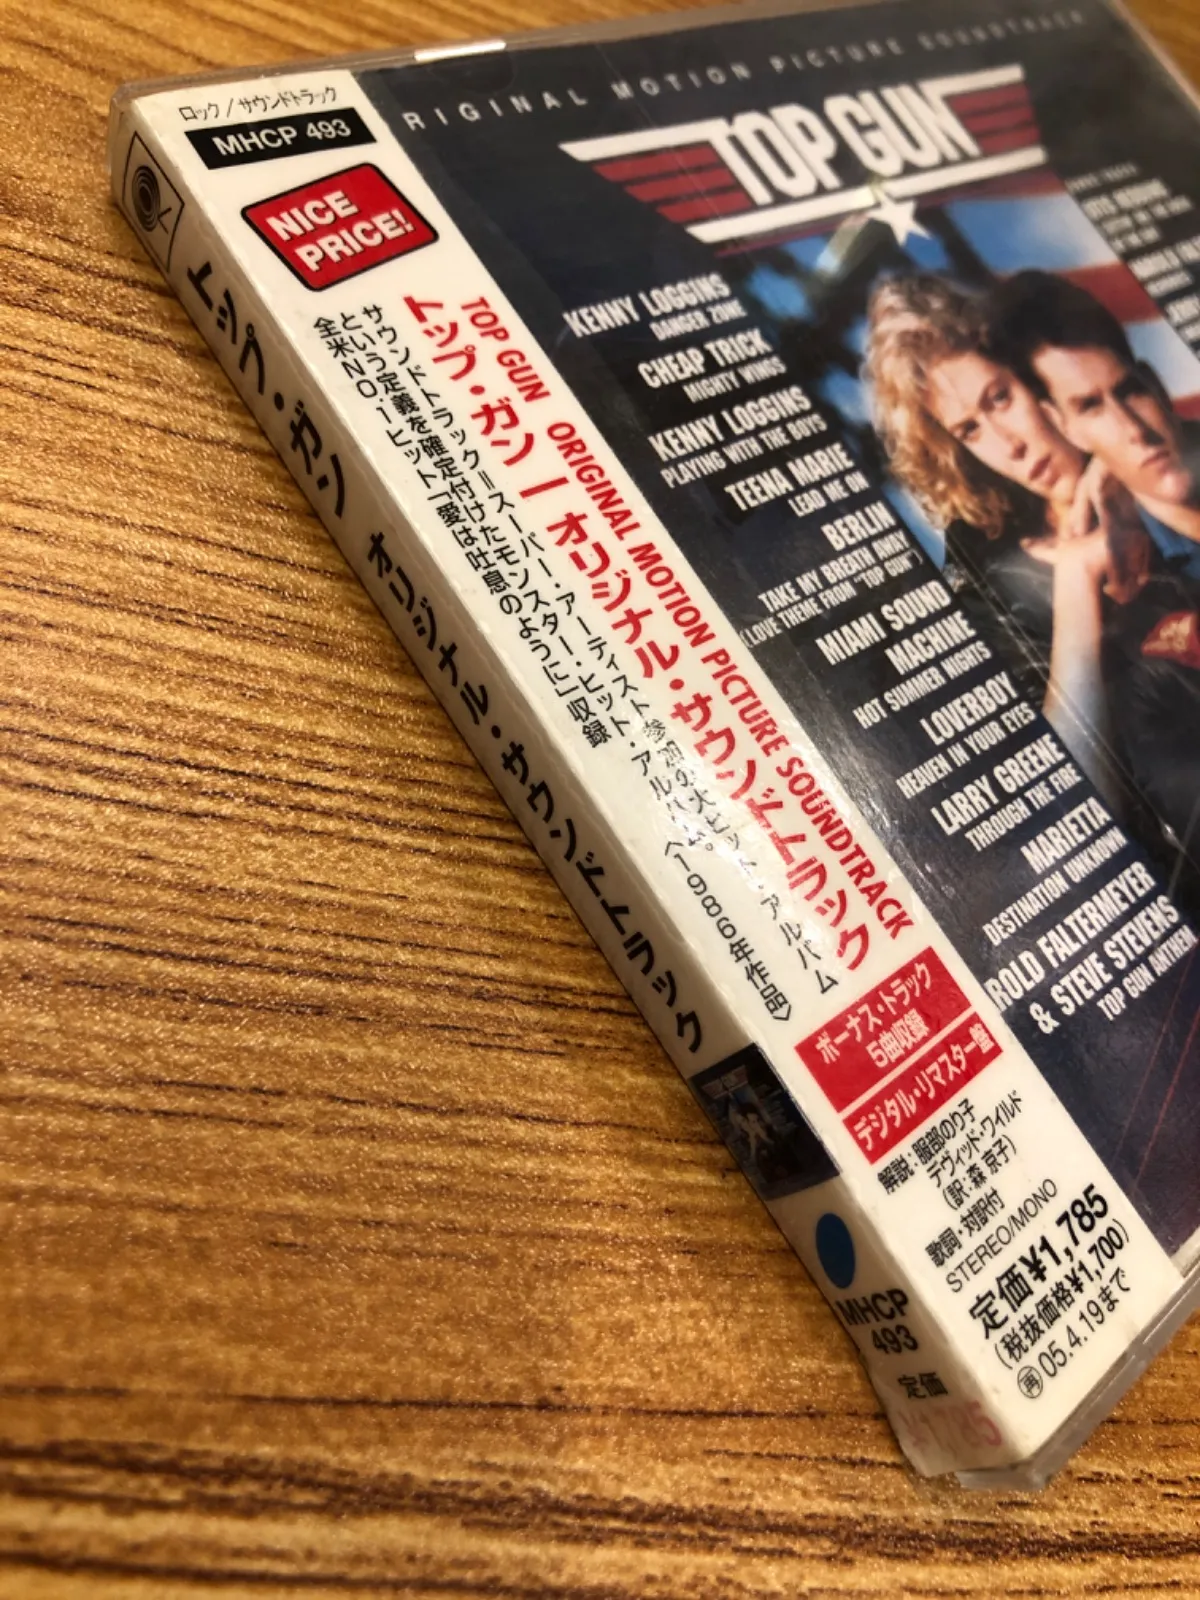 ロック/サウンドトラック
MHCP 493
NICE
PRICE!
TOP GUN ORIGINAL MOTION PICTURE SOUNDTRACK
トップ・ガン ー オリジナル・サウンドトラック
サウンドトラック=スーパー・アーティスト参加の大ヒット・アルバム
という定義を確定付けたモンスター・ヒット・アルバム。
全米NO.1ヒット「愛は吐息のように」収録
〈1986年作品〉
ボーナス・トラック
5曲収録
デジタル・リマスター盤
解説:服部のり子
デヴィッド・ワイルド
(訳:森 京子)
歌詞・対訳付
STEREO/MONO
定価¥1,785
(税抜価格¥1,700)
再 05.4.19まで
トップ・ガン オリジナル・サウンドトラック
MHCP
493
定価
¥1,785
RIGINAL MOTION PICTURE SOUNDTRACK
TOP GUN
KENNY LOGGINS
DANGER ZONE
CHEAP TRICK
MIGHTY WINGS
KENNY LOGGINS
PLAYING WITH THE BOYS
TEENA MARIE
LEAD ME ON
BERLIN
TAKE MY BREATH AWAY
(LOVE THEME FROM "TOP GUN")
MIAMI SOUND
MACHINE
HOT SUMMER NIGHTS
LOVERBOY
HEAVEN IN YOUR EYES
LARRY GREENE
THROUGH THE FIRE
MARIETTA
DESTINATION UNKNOWN
ROLD FALTERMEYER
& STEVE STEVENS
TOP GUN ANTHEM